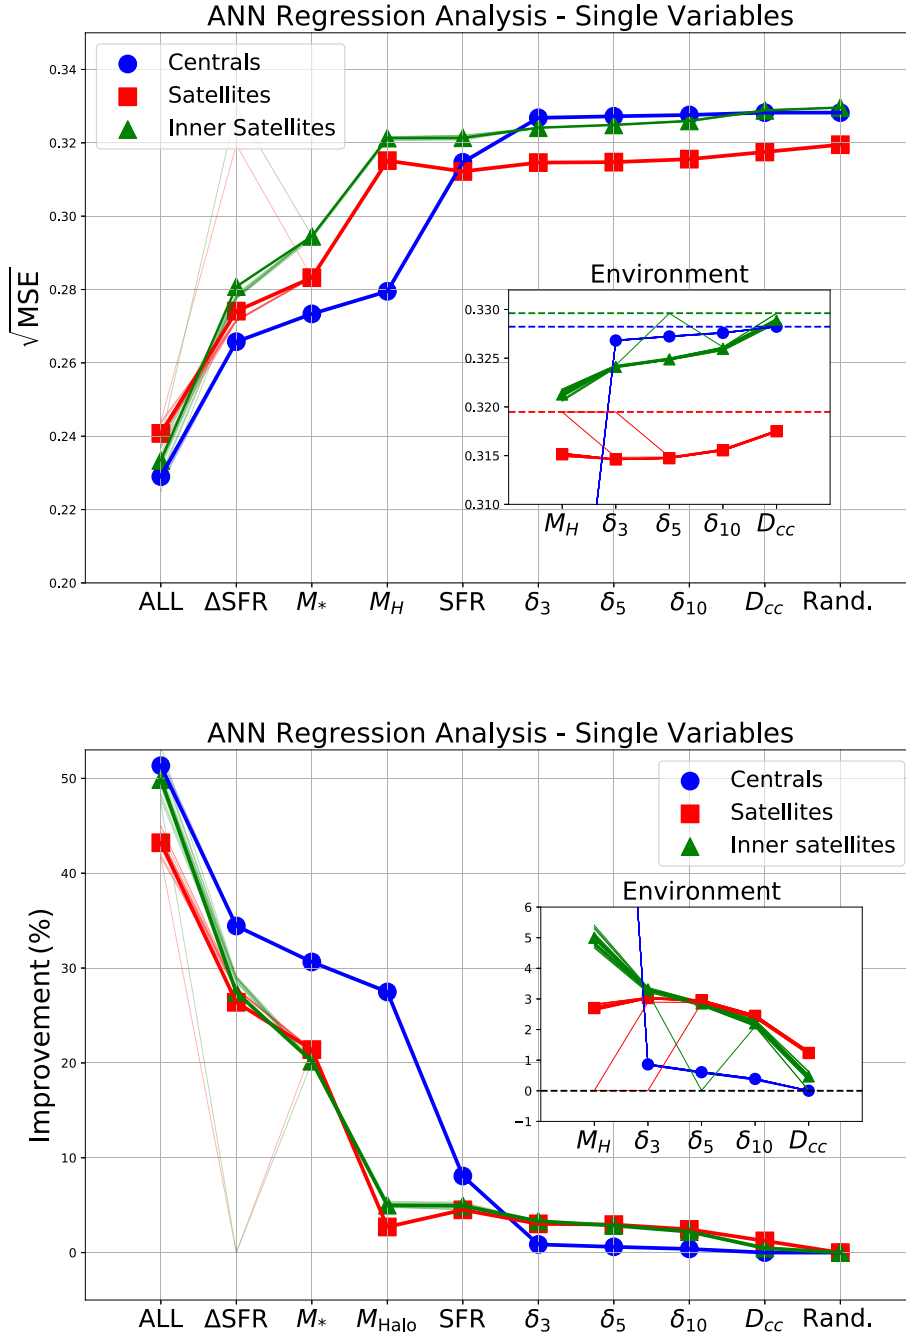 ANN Regression Analysis - Single Variables
0.34
0.32
0.30
0.28
0.26
0.24
0.22
0.20
√MSE
Centrals
Satellites
Inner Satellites
Environment
0.330
0.325
0.320
0.315
0.310
M_H δ_3 δ_5 δ_10 D_cc
ALL ΔSFR M_* M_H SFR δ_3 δ_5 δ_10 D_cc Rand.
ANN Regression Analysis - Single Variables
50
40
30
20
10
0
Improvement (%)
Centrals
Satellites
Inner satellites
Environment
6
5
4
3
2
1
0
−1
M_H δ_3 δ_5 δ_10 D_cc
ALL ΔSFR M_* M_Halo SFR δ_3 δ_5 δ_10 D_cc Rand.